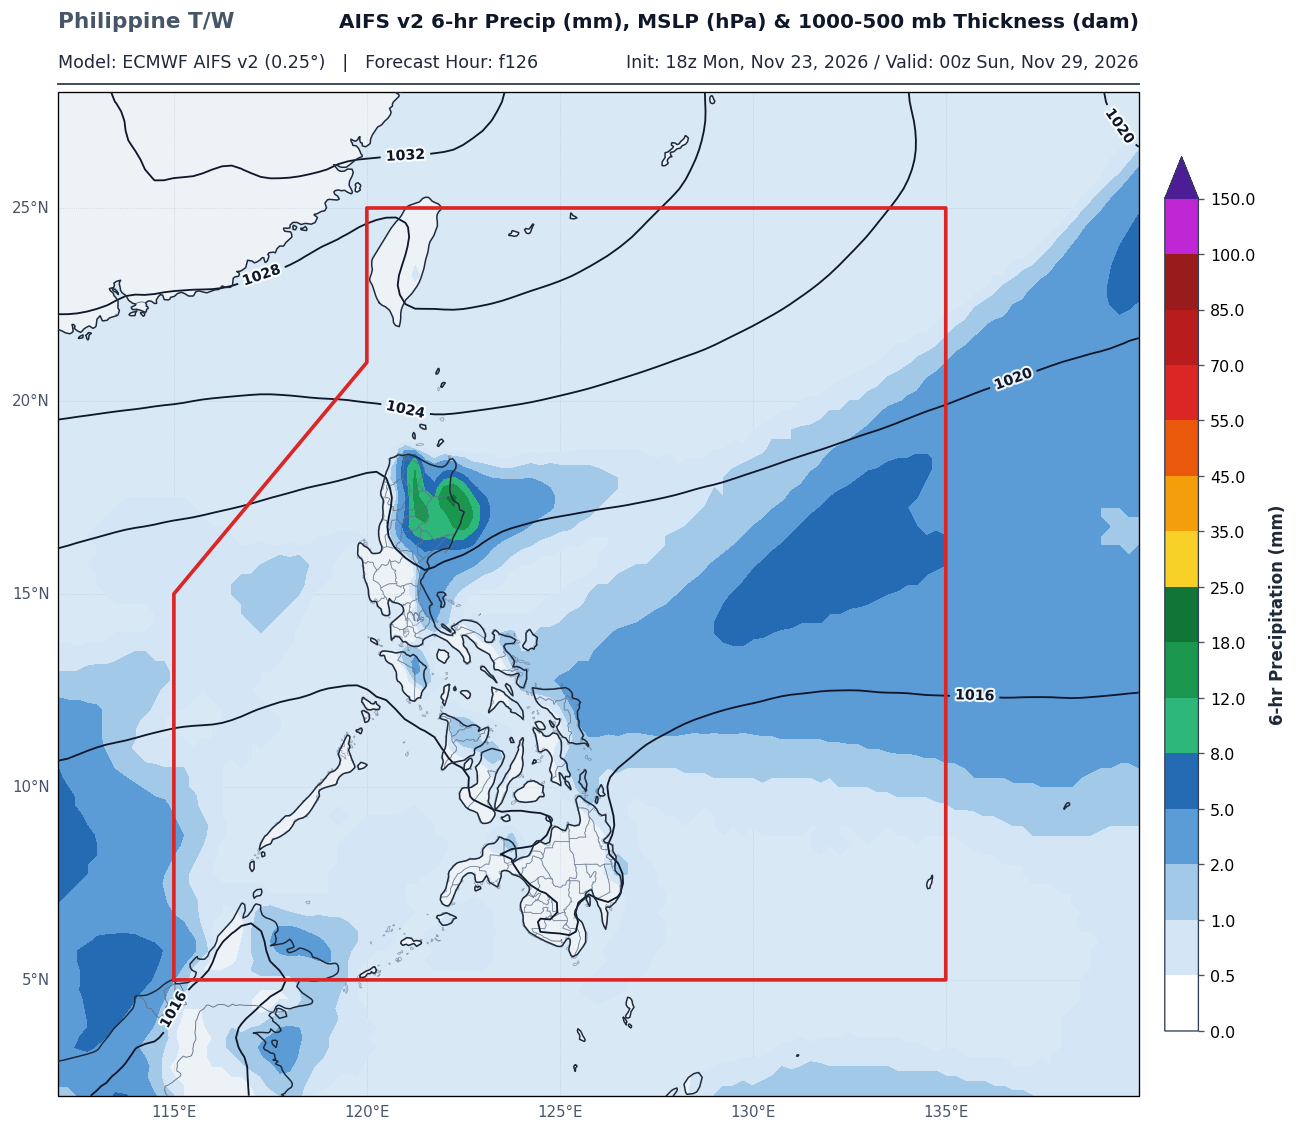 Philippine T/W
AIFS v2 6-hr Precip (mm), MSLP (hPa) & 1000-500 mb Thickness (dam)
Model: ECMWF AIFS v2 (0.25°) | Forecast Hour: f126
Init: 18z Mon, Nov 23, 2026 / Valid: 00z Sun, Nov 29, 2026
1020
1032
1028
1024
1020
1016
1016
25°N
20°N
15°N
10°N
5°N
115°E
120°E
125°E
130°E
135°E
150.0
100.0
85.0
70.0
55.0
45.0
35.0
25.0
18.0
12.0
8.0
5.0
2.0
1.0
0.5
0.0
6-hr Precipitation (mm)